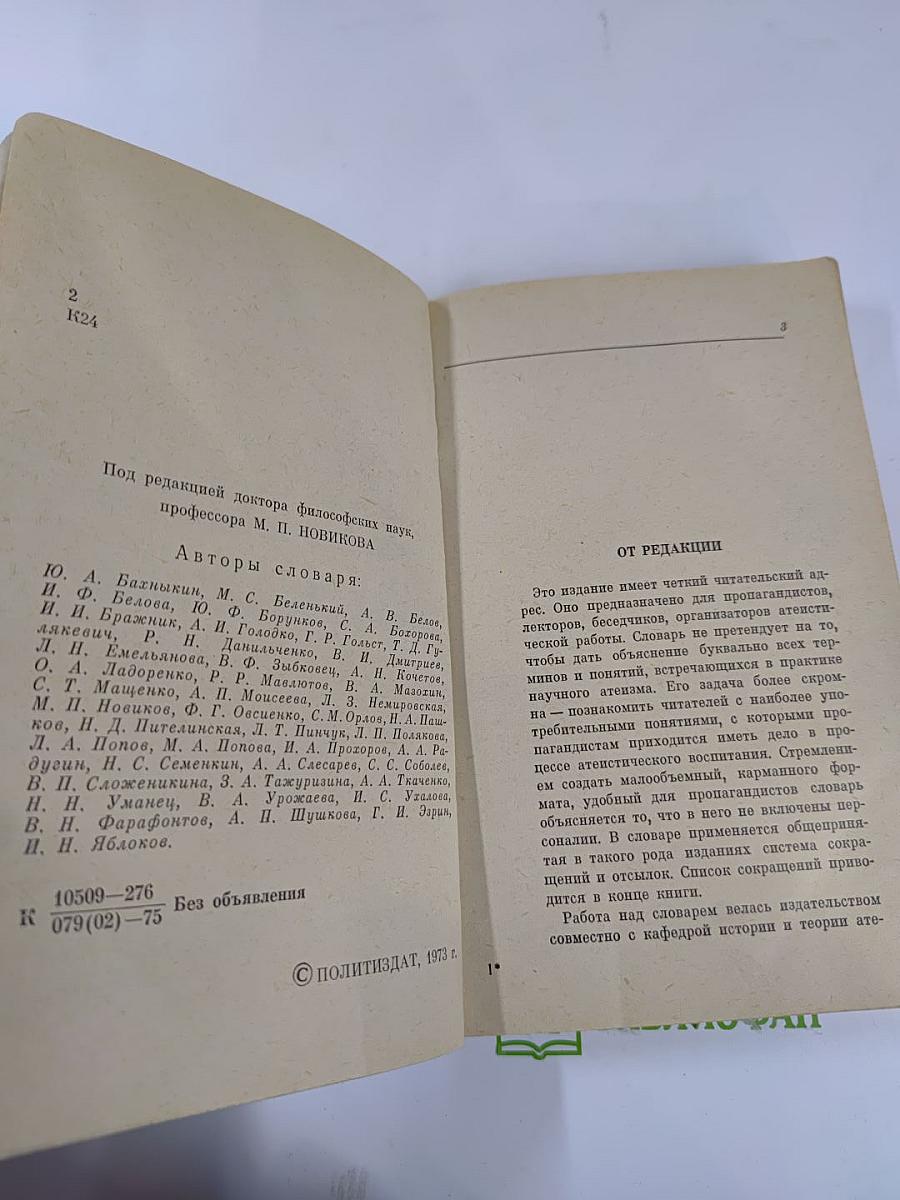 2
К24
Под редакцией доктора философских наук,
профессора М. П. НОВИКОВА
Авторы словаря:
Ю. А. Бахныкин, М. С. Беленький, А. В. Белов,
И. Ф. Белова, Ю. Ф. Борунков, С. А. Бохорова,
И. И. Бражник, А. И. Голодко, Г. Р. Гольст, Т. Д. Гу-
лякевич, Р. Н. Данильченко, В. И. Дмитриев,
Л. Н. Емельянова, В. Ф. Зыбковец, А. Н. Кочетов,
О. А. Ладоренко, Р. Р. Мавлютов, В. А. Мазохин,
С. Т. Мащенко, А. П. Моисеева, Л. З. Немировская,
М. П. Новиков, Ф. Г. Овсиенко, С. М. Орлов, Н. А. Паш-
ков, Н. Д. Пителинская, Л. Т. Пинчук, Л. П. Полякова,
Л. А. Попов, М. А. Попова, И. А. Прохоров, А. А. Ра-
дугин, Н. С. Семенкин, А. А. Слесарев, С. С. Соболев,
В. П. Сложеникина, З. А. Тажуризина, А. А. Ткаченко,
Н. Н. Уманец, В. А. Урожаева, И. С. Ухалова,
В. Н. Фарафонтов, А. П. Шушкова, Г. И. Эзрин,
И. Н. Яблоков.
К 10509—276
079(02)—75 Без объявления
© ПОЛИТИЗДАТ, 1973 г.
3
ОТ РЕДАКЦИИ
Это издание имеет четкий читательский ад-
рес. Оно предназначено для пропагандистов,
лекторов, беседчиков, организаторов атеисти-
ческой работы. Словарь не претендует на то,
чтобы дать объяснение буквально всех тер-
минов и понятий, встречающихся в практике
научного атеизма. Его задача более скром-
на — познакомить читателей с наиболее упо-
требительными понятиями, с которыми про-
пагандистам приходится иметь дело в про-
цессе атеистического воспитания. Стремлени-
ем создать малообъемный, карманного фор-
мата, удобный для пропагандистов словарь
объясняется то, что в него не включены пер-
соналии. В словаре применяется общеприня-
тая в такого рода изданиях система сокра-
щений и отсылок. Список сокращений приво-
дится в конце книги.
Работа над словарем велась издательством
совместно с кафедрой истории и теории ате-
1*